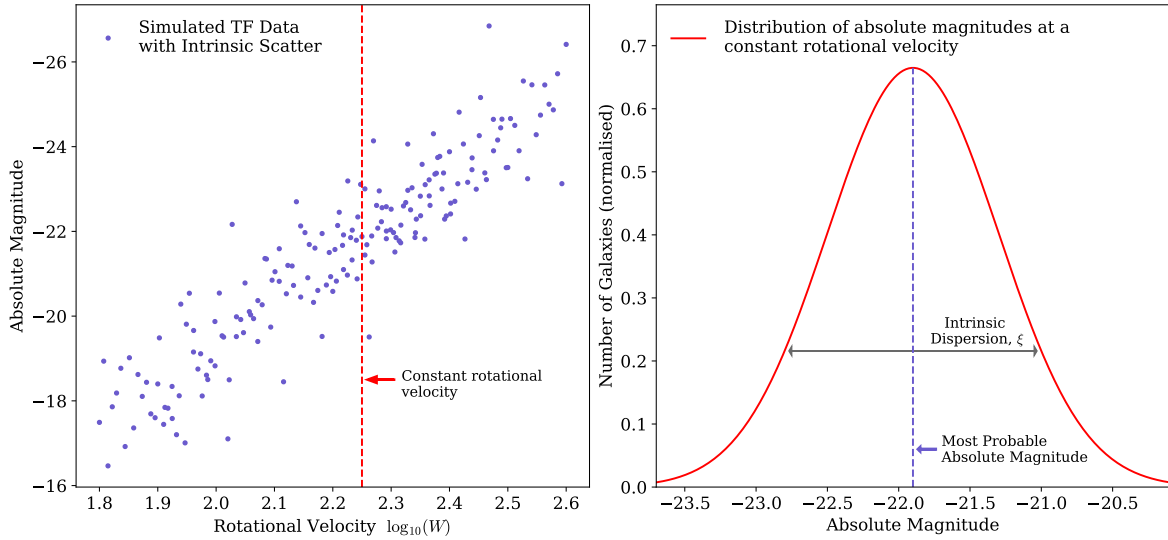 Simulated TF Data
with Intrinsic Scatter
−26
−24
−22
−20
−18
−16
Absolute Magnitude
Constant rotational
velocity
1.8 1.9 2.0 2.1 2.2 2.3 2.4 2.5 2.6
Rotational Velocity log₁₀(W)
Distribution of absolute magnitudes at a
constant rotational velocity
0.7
0.6
0.5
0.4
0.3
0.2
0.1
0.0
Number of Galaxies (normalised)
Intrinsic
Dispersion, ξ
Most Probable
Absolute Magnitude
−23.5 −23.0 −22.5 −22.0 −21.5 −21.0 −20.5
Absolute Magnitude